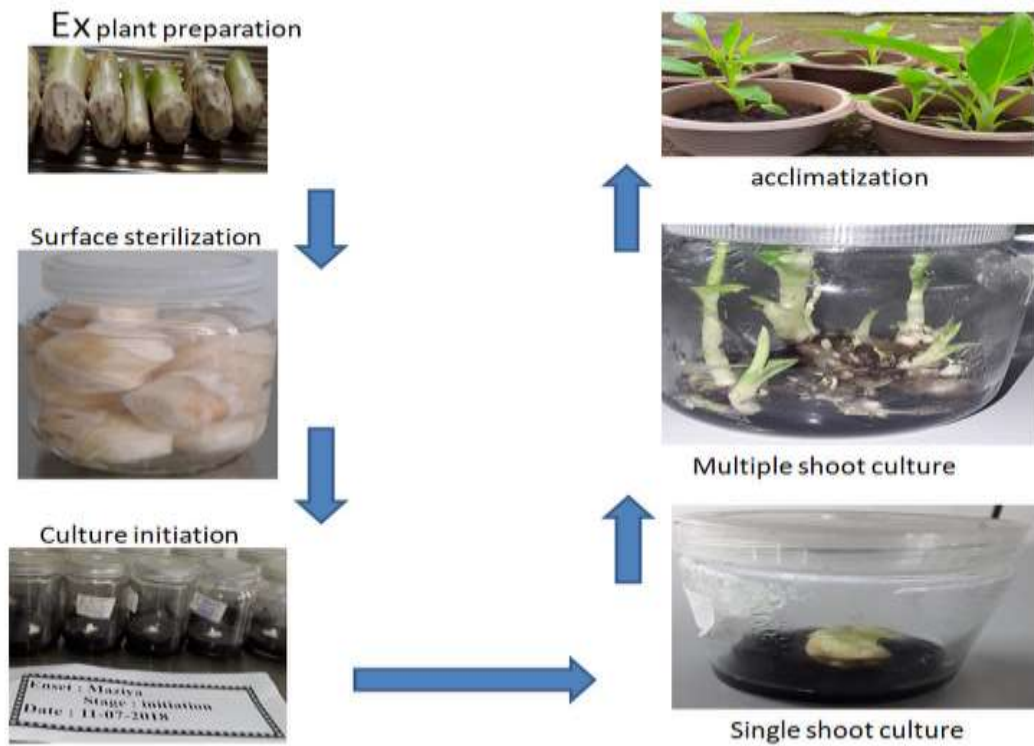 Ex plant preparation
Surface sterilization
Culture initiation
Enset : Maziya
Stage : initiation
Date : 11-07-2018
acclimatization
Multiple shoot culture
Single shoot culture